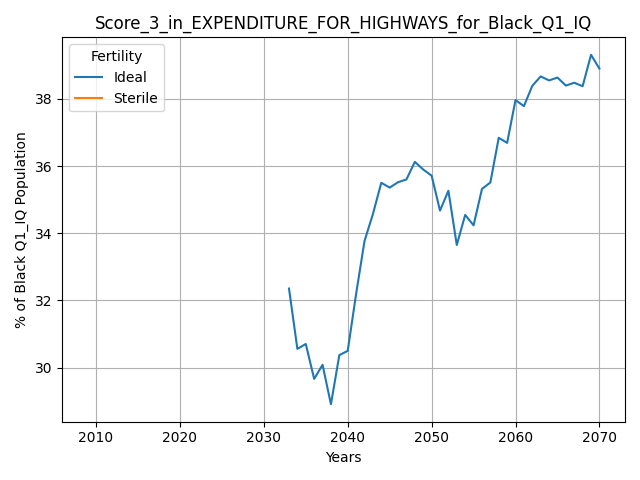 Score_3_in_EXPENDITURE_FOR_HIGHWAYS_for_Black_Q1_IQ
Fertility
Ideal
Sterile
% of Black Q1_IQ Population
38
36
34
32
30
2010 2020 2030 2040 2050 2060 2070
Years